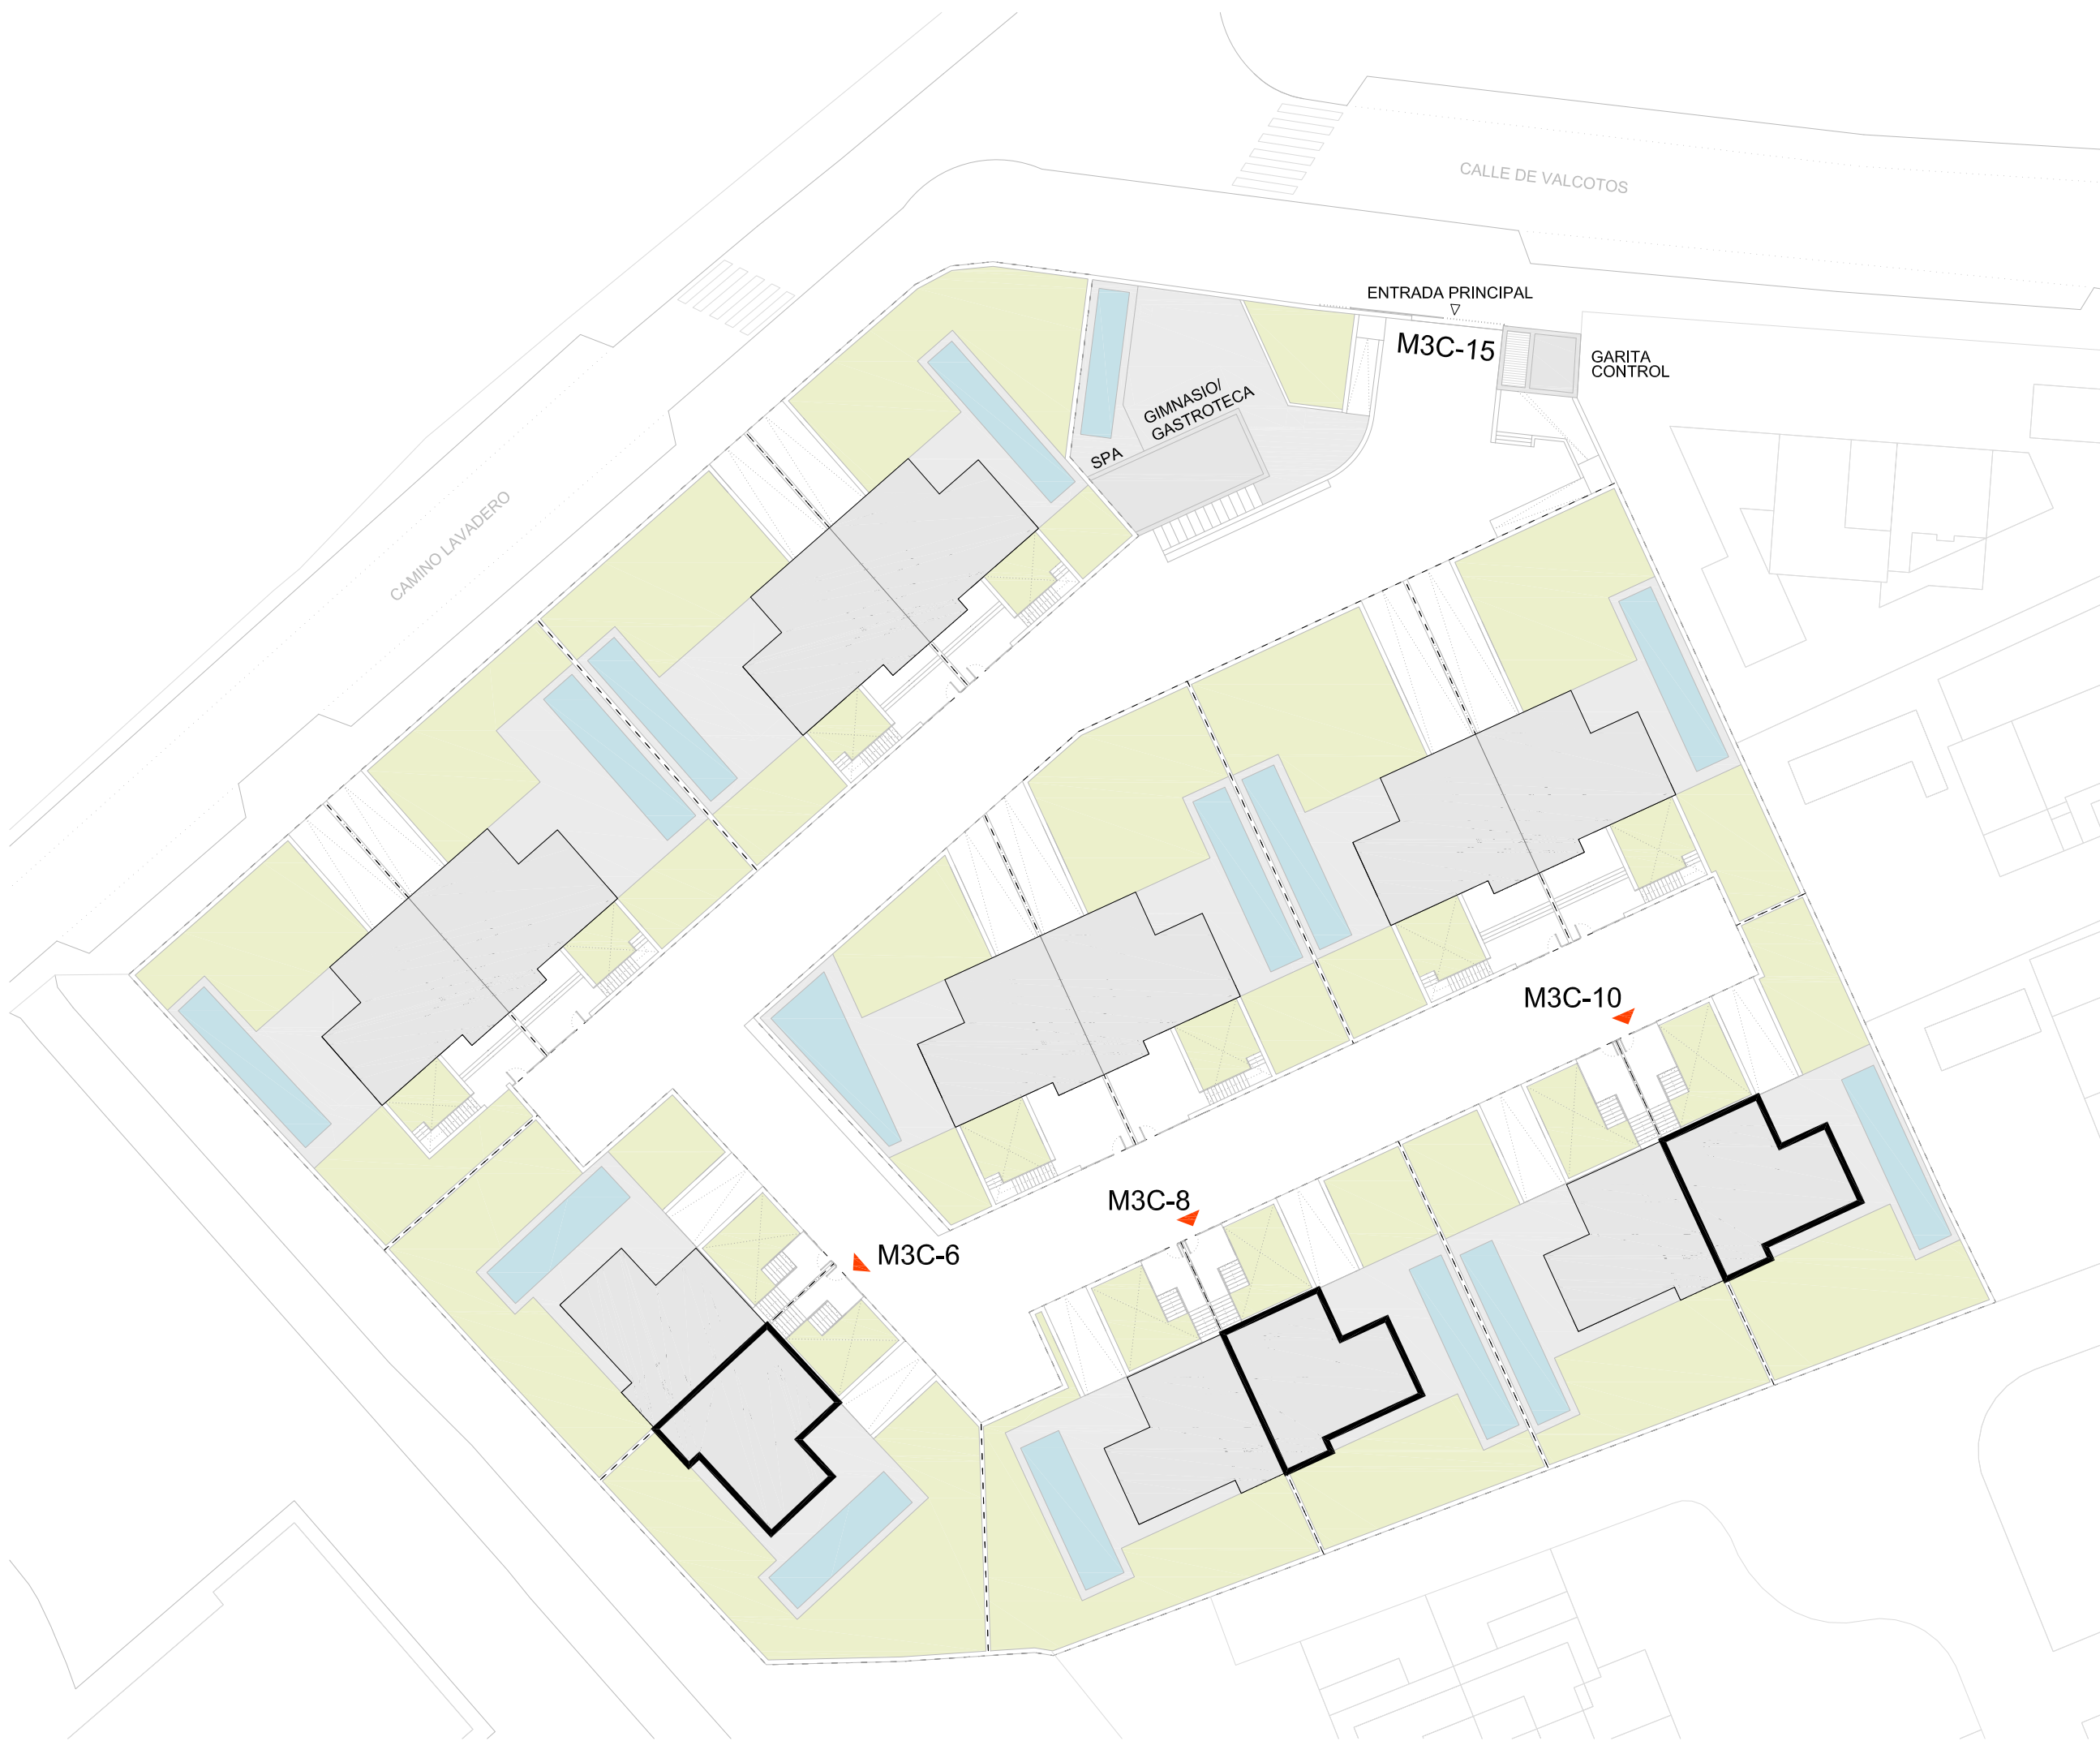 CALLE DE VALCOTOS
ENTRADA PRINCIPAL
M3C-15
GARITA
CONTROL
GIMNASIO/
GASTROTECA
SPA
CAMINO LAVADERO
M3C-10
M3C-8
M3C-6